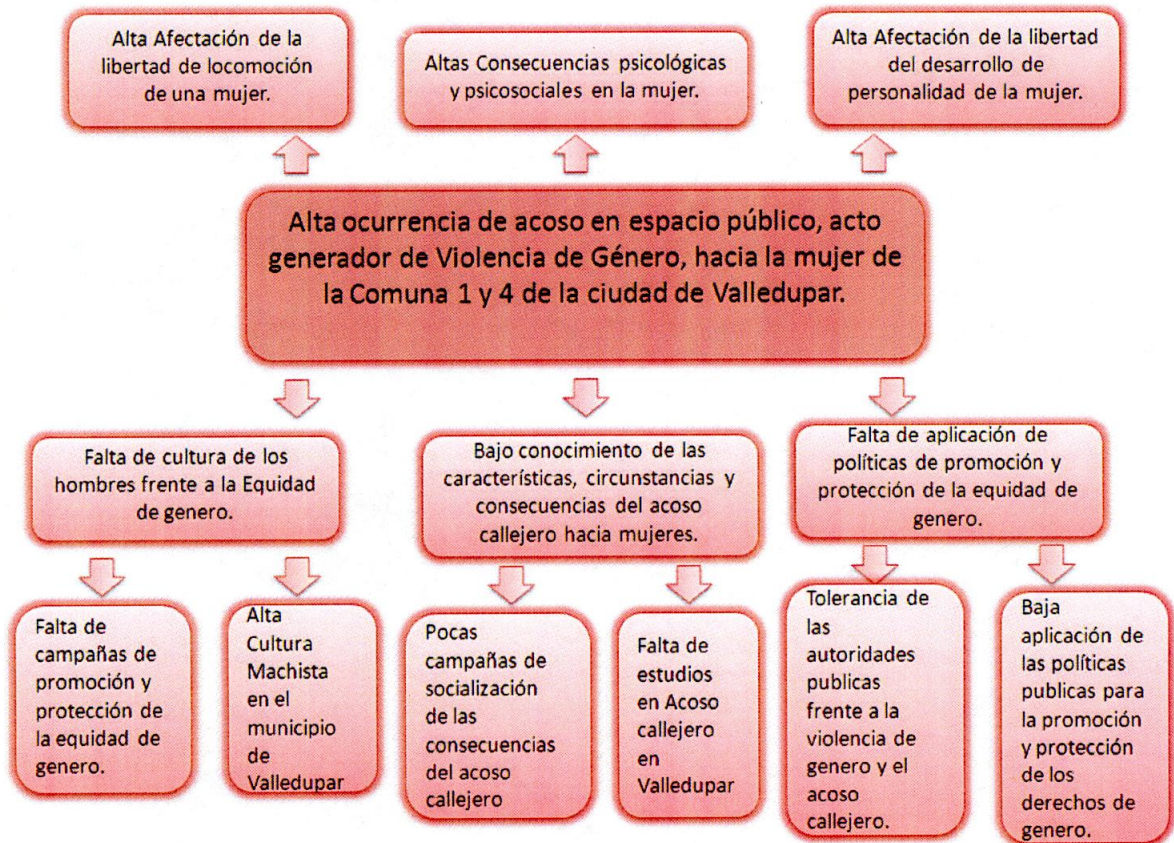 Alta Afectación de la
libertad de locomoción
de una mujer.
Altas Consecuencias psicológicas
y psicosociales en la mujer.
Alta Afectación de la libertad
del desarrollo de
personalidad de la mujer.
Alta ocurrencia de acoso en espacio público, acto
generador de Violencia de Género, hacia la mujer de
la Comuna 1 y 4 de la ciudad de Valledupar.
Falta de cultura de los
hombres frente a la Equidad
de genero.
Bajo conocimiento de las
características, circunstancias y
consecuencias del acoso
callejero hacia mujeres.
Falta de aplicación de
políticas de promoción y
protección de la equidad de
genero.
Falta de
campañas de
promoción y
protección de
la equidad de
genero.
Alta
Cultura
Machista
en el
municipio
de
Valledupar
Pocas
campañas de
socialización
de las
consecuencias
del acoso
callejero
Falta de
estudios
en Acoso
callejero
en
Valledupar
Tolerancia de
las
autoridades
publicas
frente a la
violencia de
genero y el
acoso
callejero.
Baja
aplicación de
las políticas
publicas para
la promoción
y protección
de los
derechos de
genero.